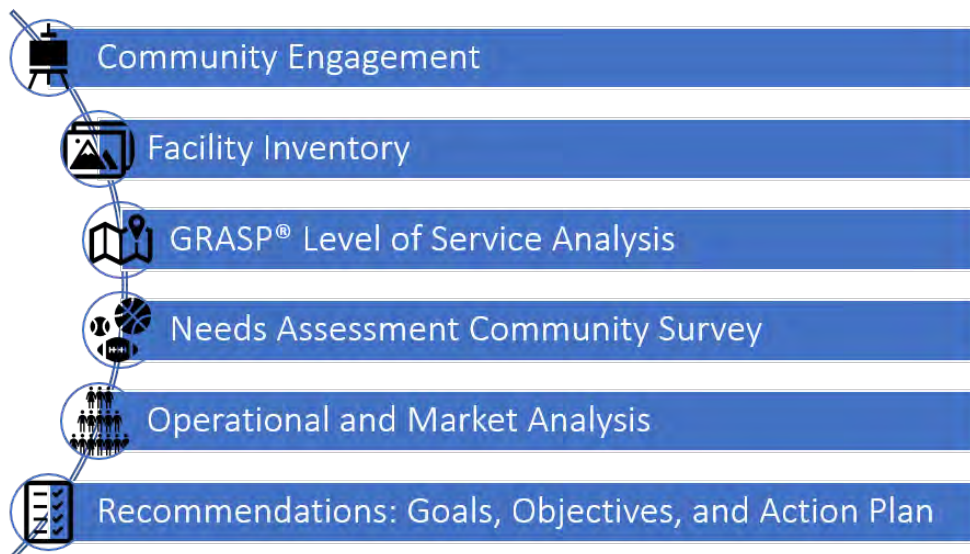 Community Engagement
Facility Inventory
GRASP® Level of Service Analysis
Needs Assessment Community Survey
Operational and Market Analysis
Recommendations: Goals, Objectives, and Action Plan